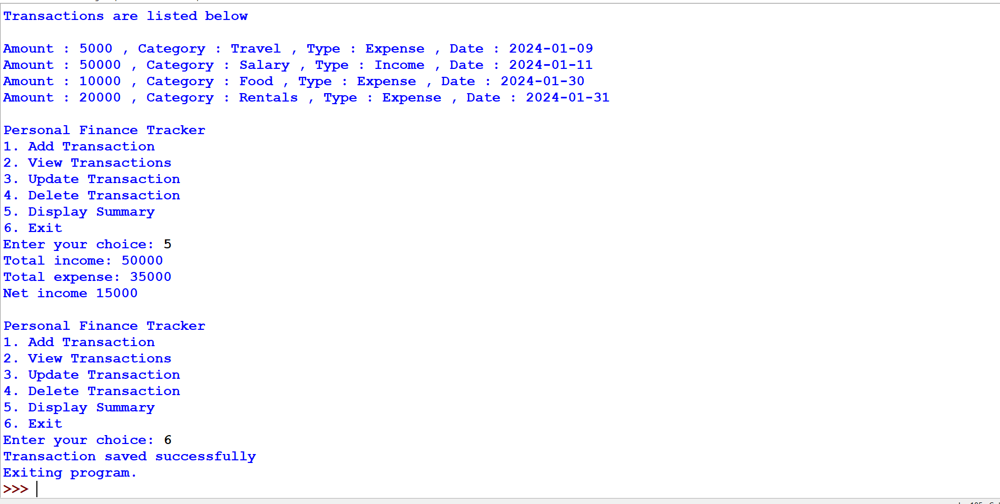 Transactions are listed below
Amount : 5000 , Category : Travel , Type : Expense , Date : 2024-01-09
Amount : 50000 , Category : Salary , Type : Income , Date : 2024-01-11
Amount : 10000 , Category : Food , Type : Expense , Date : 2024-01-30
Amount : 20000 , Category : Rentals , Type : Expense , Date : 2024-01-31
Personal Finance Tracker
1. Add Transaction
2. View Transactions
3. Update Transaction
4. Delete Transaction
5. Display Summary
6. Exit
Enter your choice: 5
Total income: 50000
Total expense: 35000
Net income 15000
Personal Finance Tracker
1. Add Transaction
2. View Transactions
3. Update Transaction
4. Delete Transaction
5. Display Summary
6. Exit
Enter your choice: 6
Transaction saved successfully
Exiting program.
>>>